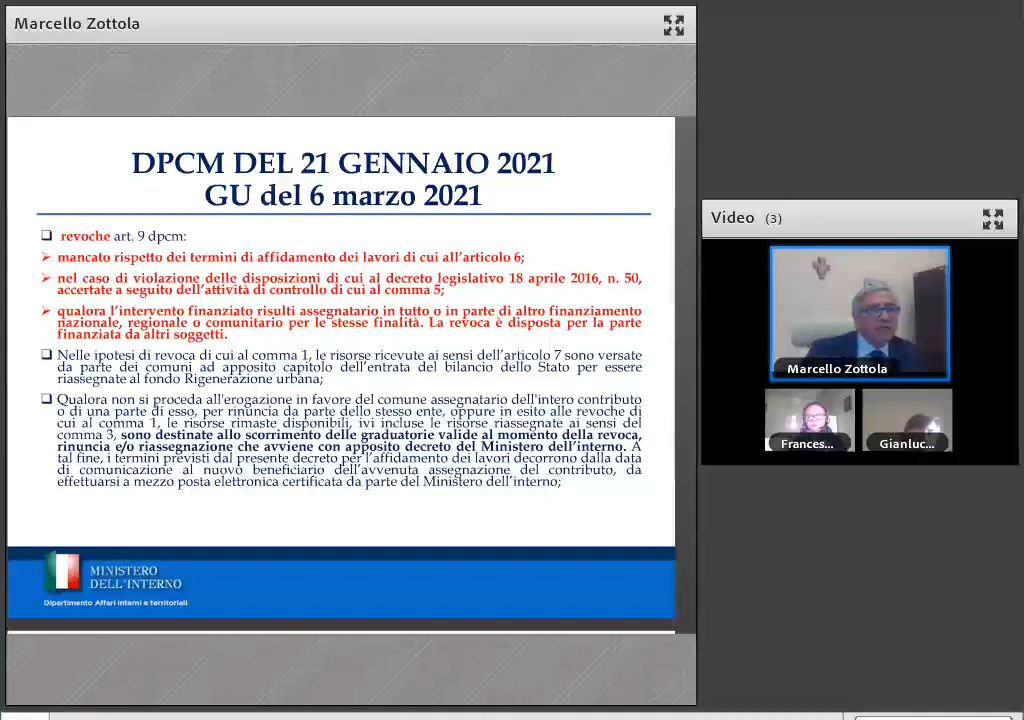 Marcello Zottola
DPCM DEL 21 GENNAIO 2021
GU del 6 marzo 2021
revoche art. 9 dpcm:
mancato rispetto dei termini di affidamento dei lavori di cui all'articolo 6;
nel caso di violazione delle disposizioni di cui al decreto legislativo 18 aprile 2016, n. 50,
accertate a seguito dell'attività di controllo di cui al comma 5;
qualora l'intervento finanziato risulti assegnatario in tutto o in parte di altro finanziamento
nazionale, regionale o comunitario per le stesse finalità. La revoca è disposta per la parte
finanziata da altri soggetti.
Nelle ipotesi di revoca di cui al comma 1, le risorse ricevute ai sensi dell'articolo 7 sono versate
da parte dei comuni ad apposito capitolo dell'entrata del bilancio dello Stato per essere
riassegnate al fondo Rigenerazione urbana;
Qualora non si proceda all'erogazione in favore del comune assegnatario dell'intero contributo
o di una parte di esso, per rinuncia da parte dello stesso ente, oppure in esito alle revoche di
cui al comma 1, le risorse rimaste disponibili, ivi incluse le risorse riassegnate ai sensi del
comma 3, sono destinate allo scorrimento delle graduatorie valide al momento della revoca,
rinuncia e/o riassegnazione che avviene con apposito decreto del Ministero dell'interno. A
tal fine, i termini previsti dal presente decreto per l'affidamento dei lavori decorrono dalla data
di comunicazione al nuovo beneficiario dell'avvenuta assegnazione del contributo, da
effettuarsi a mezzo posta elettronica certificata da parte del Ministero dell'interno;
MINISTERO
DELL'INTERNO
Dipartimento Affari interni e territoriali
Video (3)
Marcello Zottola
Frances...
Gianluc...